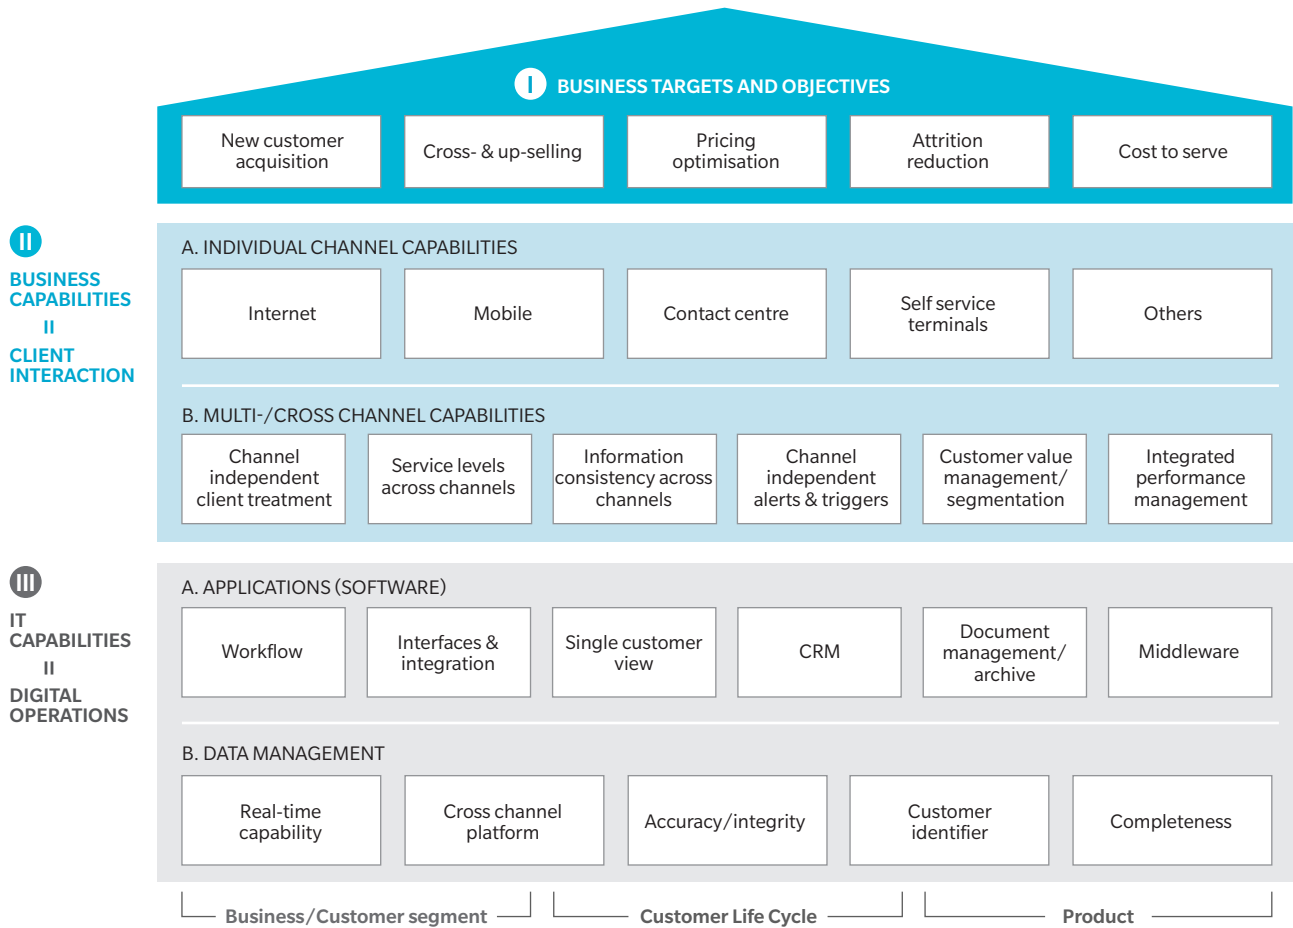 I BUSINESS TARGETS AND OBJECTIVES
New customer
acquisition
Cross- & up-selling
Pricing
optimisation
Attrition
reduction
Cost to serve
II
BUSINESS
CAPABILITIES
=
CLIENT
INTERACTION
A. INDIVIDUAL CHANNEL CAPABILITIES
Internet
Mobile
Contact centre
Self service
terminals
Others
B. MULTI-/CROSS CHANNEL CAPABILITIES
Channel
independent
client treatment
Service levels
across channels
Information
consistency across
channels
Channel
independent
alerts & triggers
Customer value
management/
segmentation
Integrated
performance
management
III
IT
CAPABILITIES
=
DIGITAL
OPERATIONS
A. APPLICATIONS (SOFTWARE)
Workflow
Interfaces &
integration
Single customer
view
CRM
Document
management/
archive
Middleware
B. DATA MANAGEMENT
Real-time
capability
Cross channel
platform
Accuracy/integrity
Customer
identifier
Completeness
Business/Customer segment
Customer Life Cycle
Product